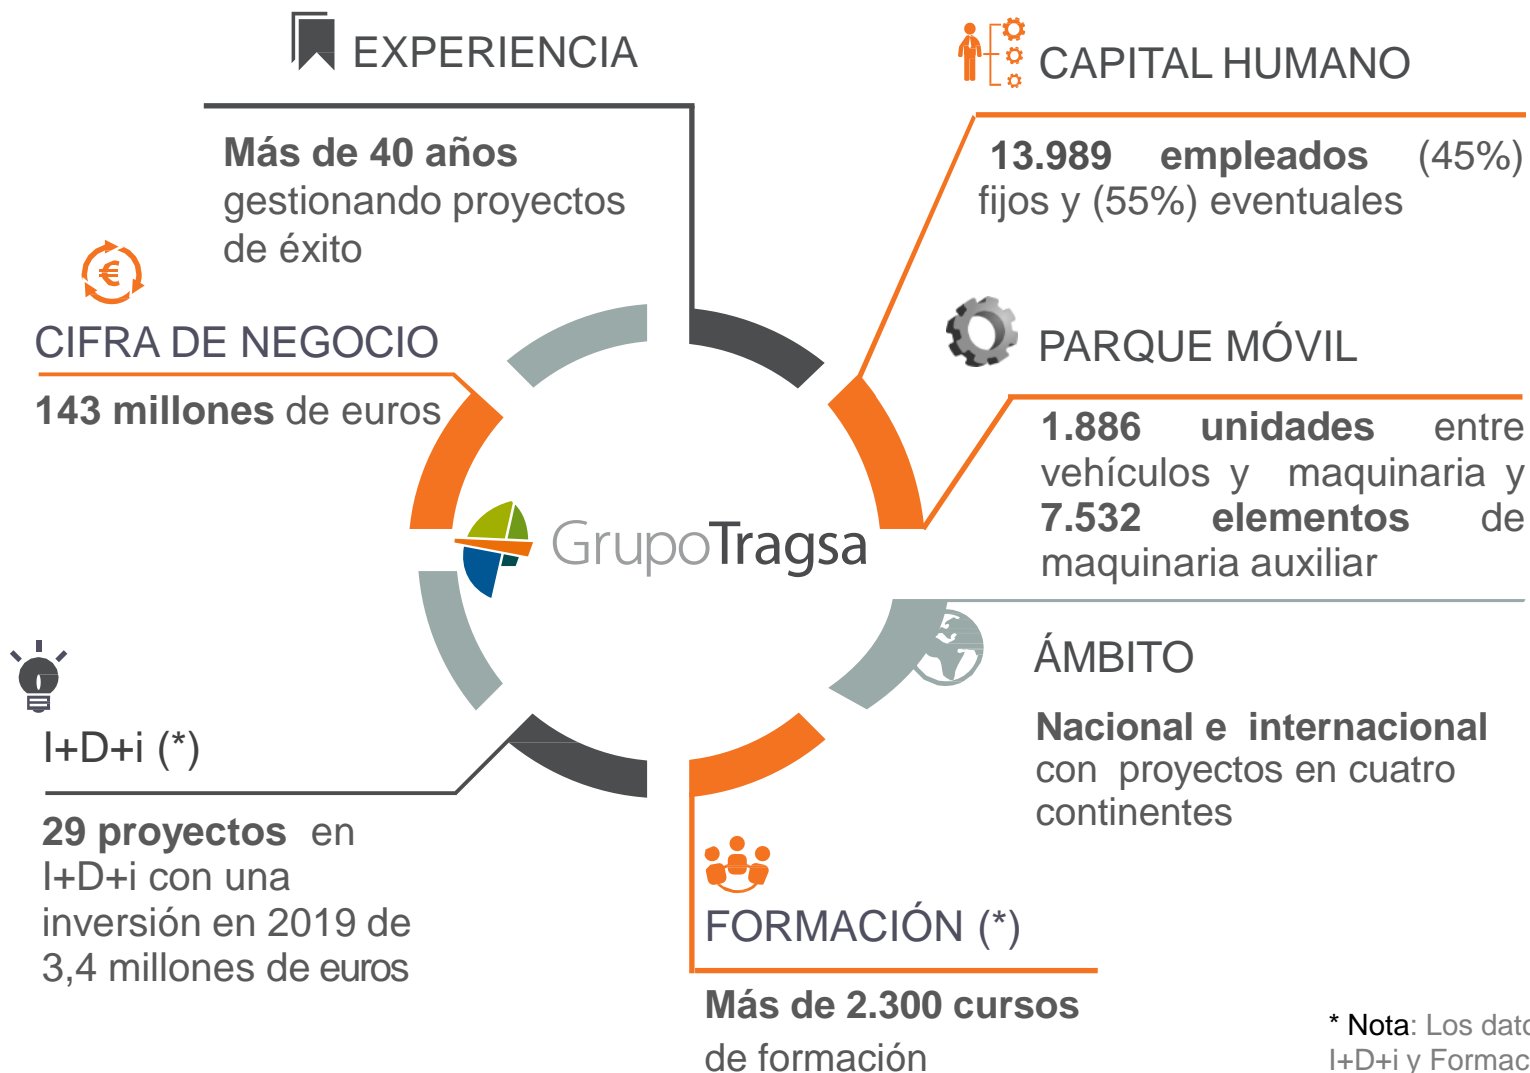 EXPERIENCIA
Más de 40 años
gestionando proyectos
de éxito
CAPITAL HUMANO
13.989 empleados (45%)
fijos y (55%) eventuales
CIFRA DE NEGOCIO
143 millones de euros
PARQUE MÓVIL
1.886 unidades entre
vehículos y maquinaria y
7.532 elementos de
maquinaria auxiliar
GrupoTragsa
ÁMBITO
Nacional e internacional
con proyectos en cuatro
continentes
I+D+i (*)
29 proyectos en
I+D+i con una
inversión en 2019 de
3,4 millones de euros
FORMACIÓN (*)
Más de 2.300 cursos
de formación
* Nota: Los dato
I+D+i y Formac